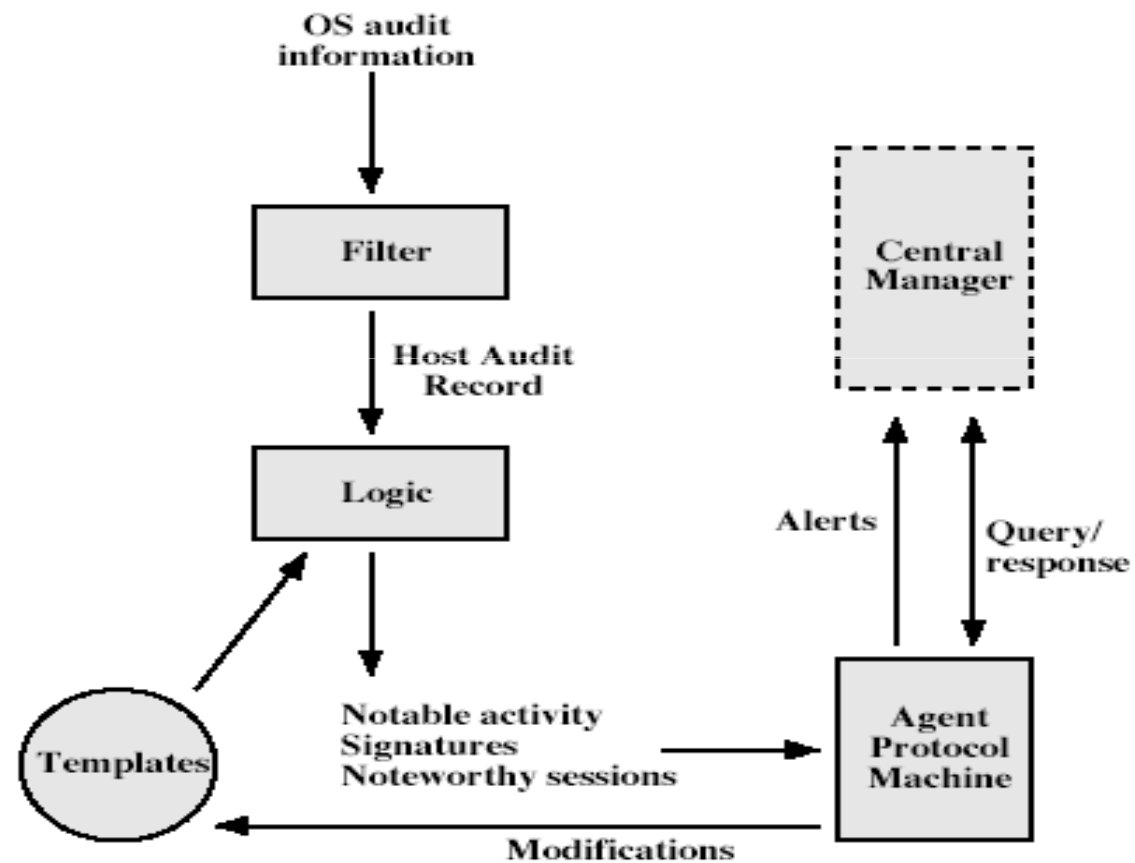 OS audit
information
Filter
Central
Manager
Host Audit
Record
Logic
Alerts
Query/
response
Templates
Notable activity
Signatures
Noteworthy sessions
Agent
Protocol
Machine
Modifications